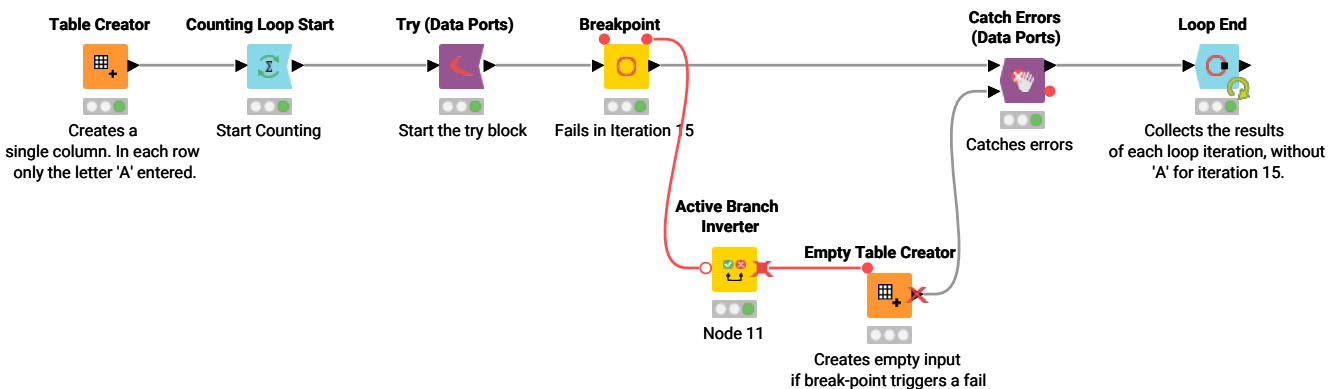 Table Creator
Creates a
single column. In each row
only the letter 'A' entered.
Counting Loop Start
Start Counting
Try (Data Ports)
Start the try block
Breakpoint
Fails in Iteration 15
Active Branch
Inverter
Node 11
Empty Table Creator
Creates empty input
if break-point triggers a fail
Catch Errors
(Data Ports)
Catches errors
Loop End
Collects the results
of each loop iteration, without
'A' for iteration 15.